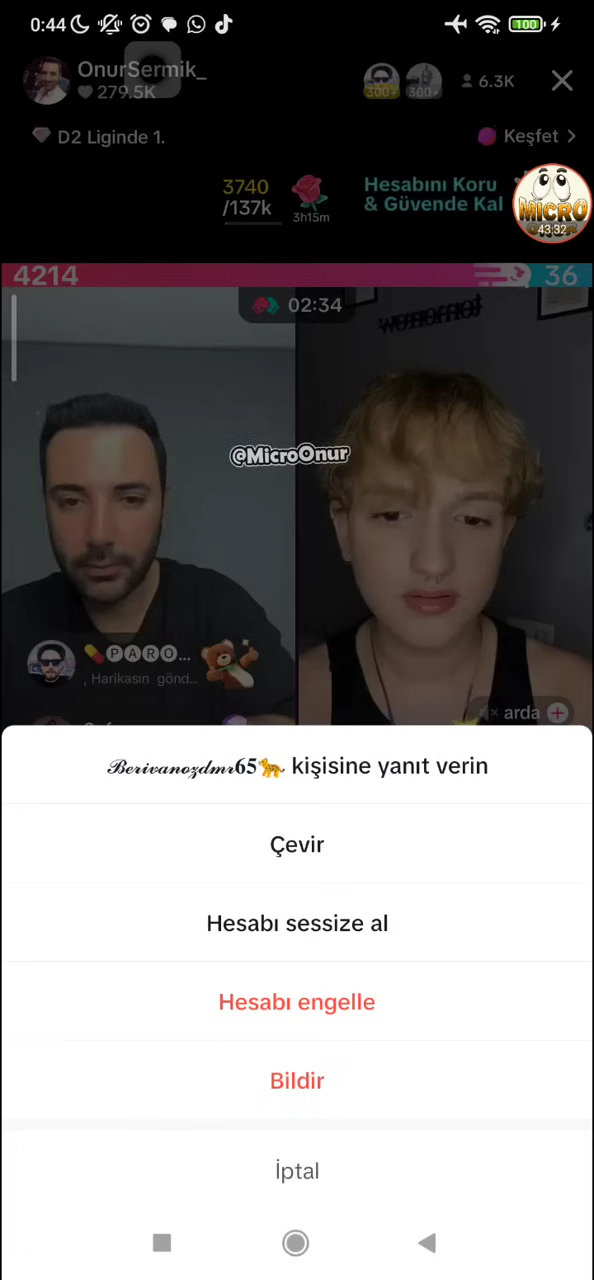 0:44
100
OnurSermik_
279.5K
300+
300+
6.3K
D2 Liginde 1.
Keşfet
3740
/137k
3h15m
Hesabını Koru
& Güvende Kal
MICRO
43:32
4214
36
02:34
@MicroOnur
🅟🅐🅡🅞...
, Harikasın gönd...
arda
𝓑𝓮𝓻𝓲𝓿𝓪𝓷𝓸𝔃𝓭𝓶𝓻𝟔𝟓🐆 kişisine yanıt verin
Çevir
Hesabı sessize al
Hesabı engelle
Bildir
İptal